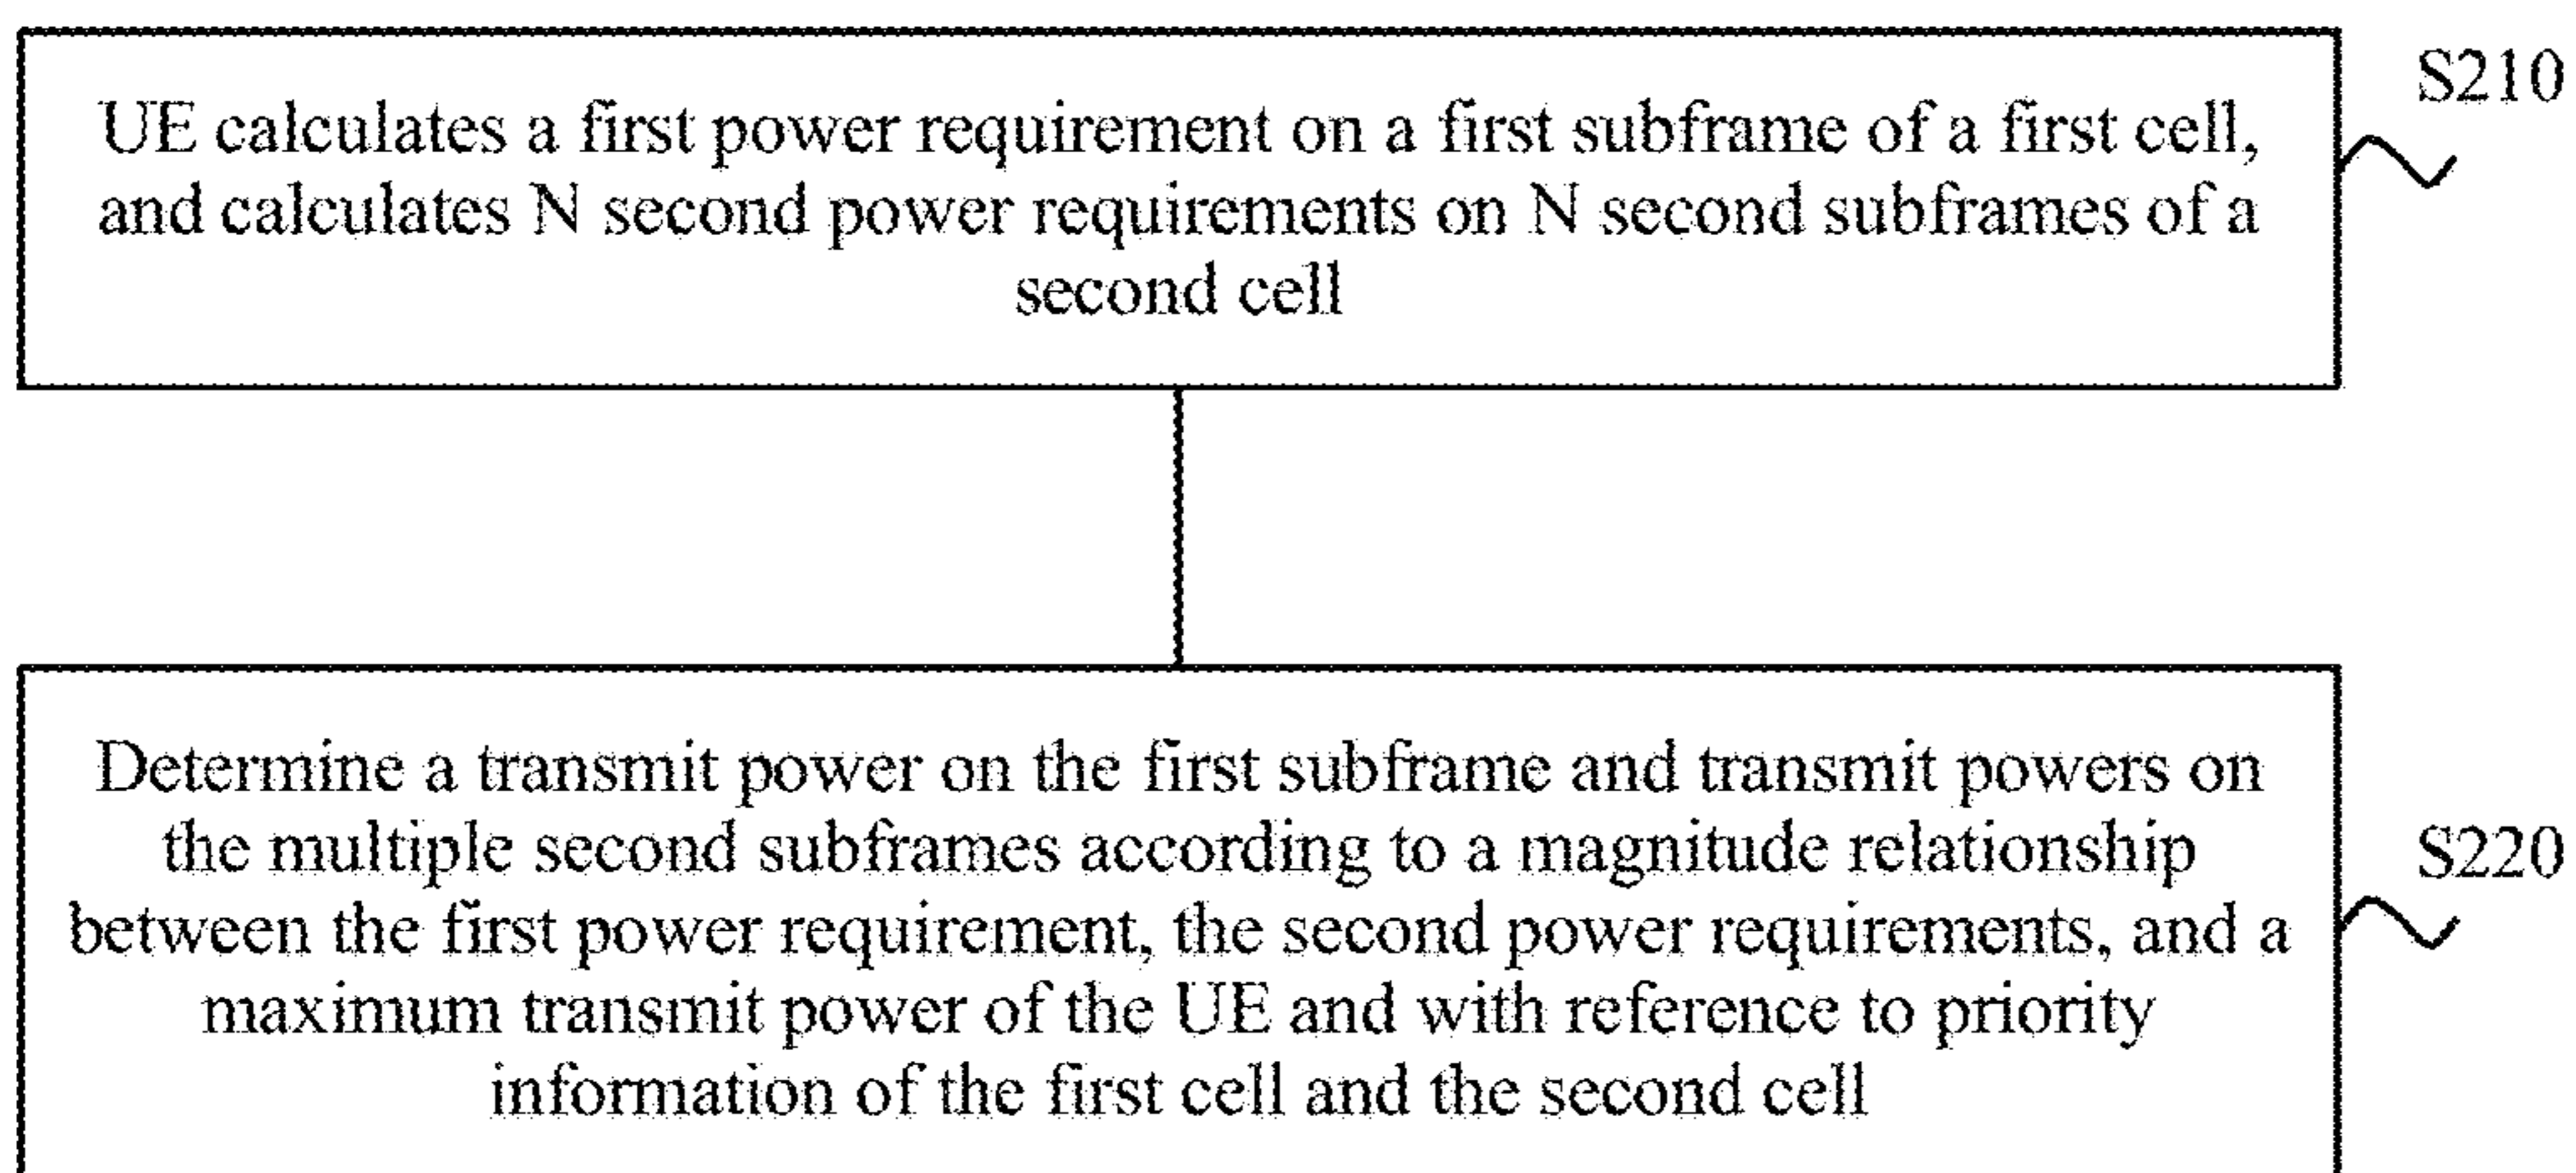 UE calculates a first power requirement on a first subframe of a first cell,
and calculates N second power requirements on N second subframes of a
second cell
S210
Determine a transmit power on the first subframe and transmit powers on
the multiple second subframes according to a magnitude relationship
between the first power requirement, the second power requirements, and a
maximum transmit power of the UE and with reference to priority
information of the first cell and the second cell
S220